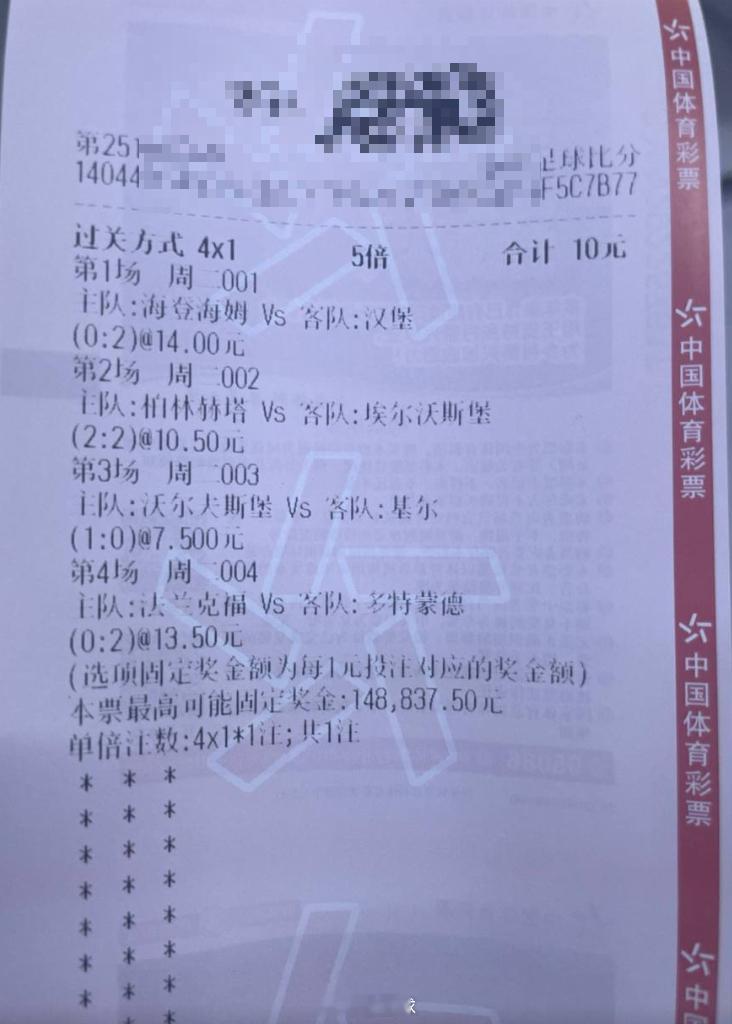 第251
足球比分
14044
F5C7B77
过关方式 4x1 5倍 合计 10元
第1场 周二001
主队:海登海姆 Vs 客队:汉堡
(0:2)@14.00元
第2场 周二002
主队:柏林赫塔 Vs 客队:埃尔沃斯堡
(2:2)@10.50元
第3场 周二003
主队:沃尔夫斯堡 Vs 客队:基尔
(1:0)@7.500元
第4场 周二004
主队:法兰克福 Vs 客队:多特蒙德
(0:2)@13.50元
(选项固定奖金额为每1元投注对应的奖金额)
本票最高可能固定奖金:148,837.50元
单倍注数:4x1*1注;共1注
* * *
* * *
* * *
* * *
* * *
* * *
* * *
中国体育彩票
中国体育彩票
中国体育彩票
中国